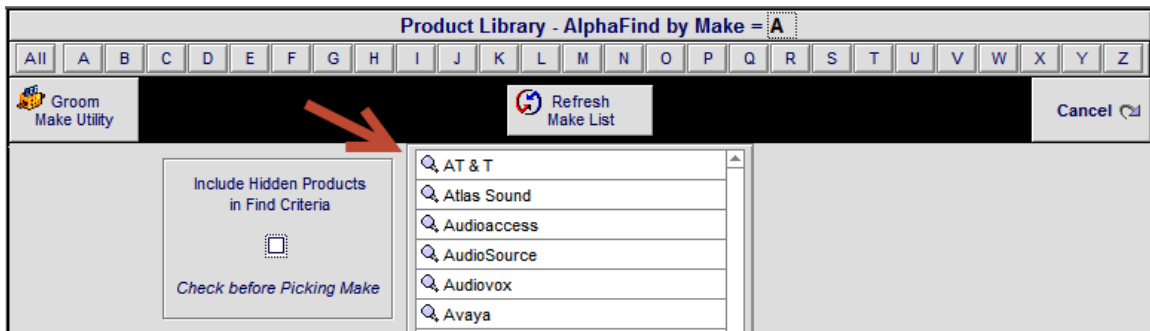 Product Library - AlphaFind by Make = A
All A B C D E F G H I J K L M N O P Q R S T U V W X Y Z
Groom
Make Utility
Refresh
Make List
Cancel
Include Hidden Products
in Find Criteria
Check before Picking Make
AT & T
Atlas Sound
Audioaccess
AudioSource
Audiovox
Avaya